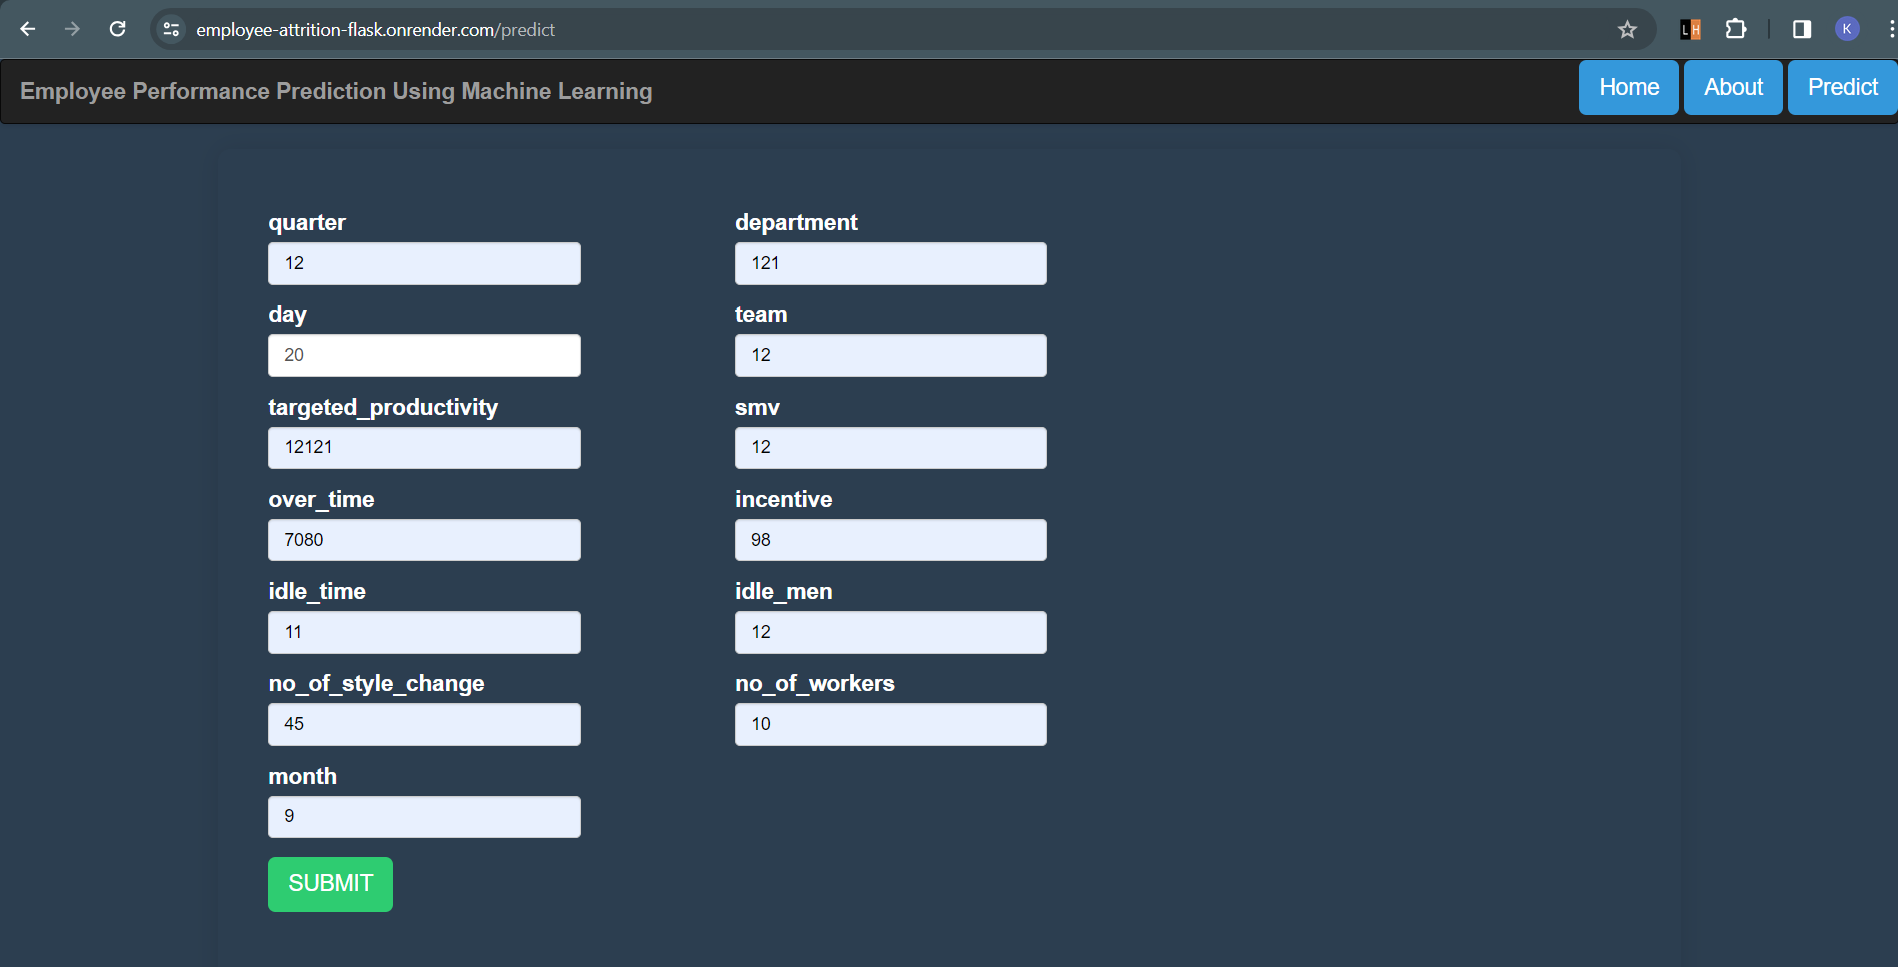 employee-attrition-flask.onrender.com/predict
L H
K
Employee Performance Prediction Using Machine Learning
Home About Predict
quarter department
12 121
day team
20 12
targeted_productivity smv
12121 12
over_time incentive
7080 98
idle_time idle_men
11 12
no_of_style_change no_of_workers
45 10
month
9
SUBMIT